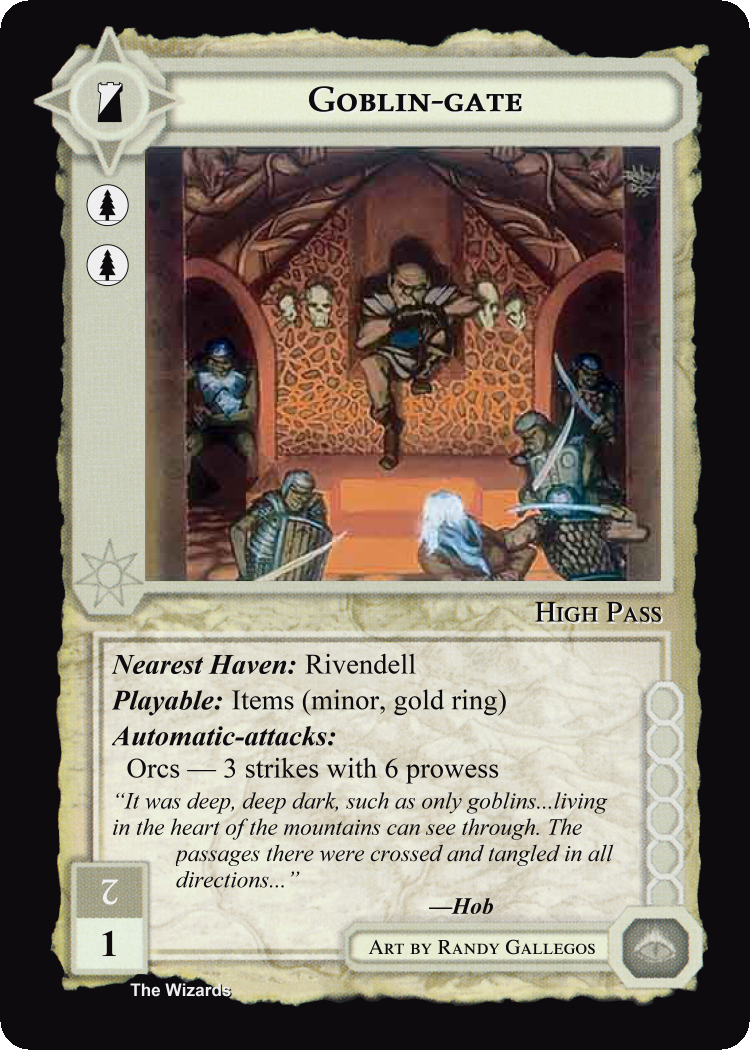 GOBLIN-GATE
HIGH PASS
Nearest Haven: Rivendell
Playable: Items (minor, gold ring)
Automatic-attacks:
Orcs — 3 strikes with 6 prowess
“It was deep, deep dark, such as only goblins...living
in the heart of the mountains can see through. The
passages there were crossed and tangled in all
directions...”
—Hob
2
1
ART BY RANDY GALLEGOS
The Wizards